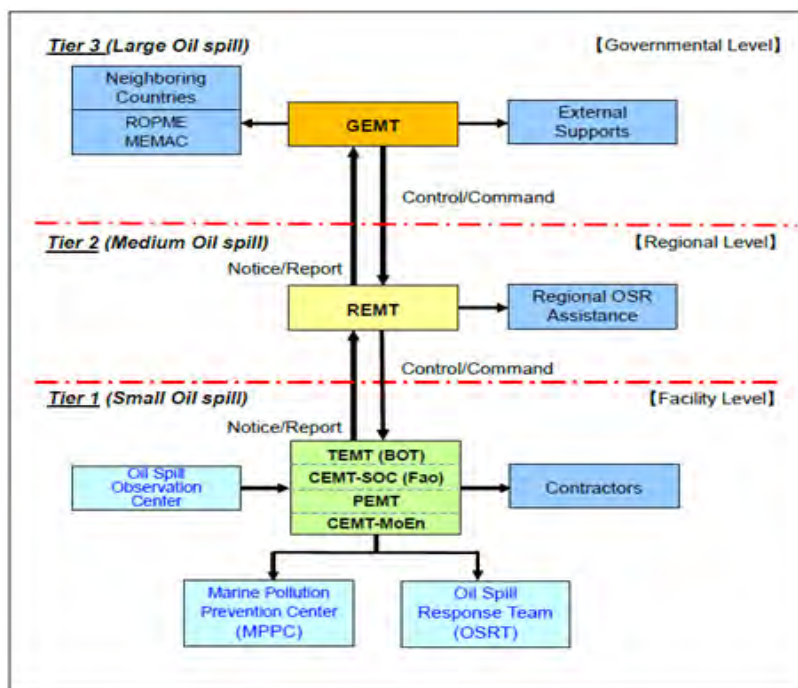 Tier 3 (Large Oil spill)
【Governmental Level】
Neighboring
Countries
ROPME
MEMAC
GEMT
External
Supports
Control/Command
Tier 2 (Medium Oil spill)
【Regional Level】
Notice/Report
REMT
Regional OSR
Assistance
Control/Command
Tier 1 (Small Oil spill)
【Facility Level】
Notice/Report
TEMT (BOT)
CEMT-SOC (Fao)
PEMT
CEMT-MoEn
Oil Spill
Observation
Center
Contractors
Marine Pollution
Prevention Center
(MPPC)
Oil Spill
Response Team
(OSRT)